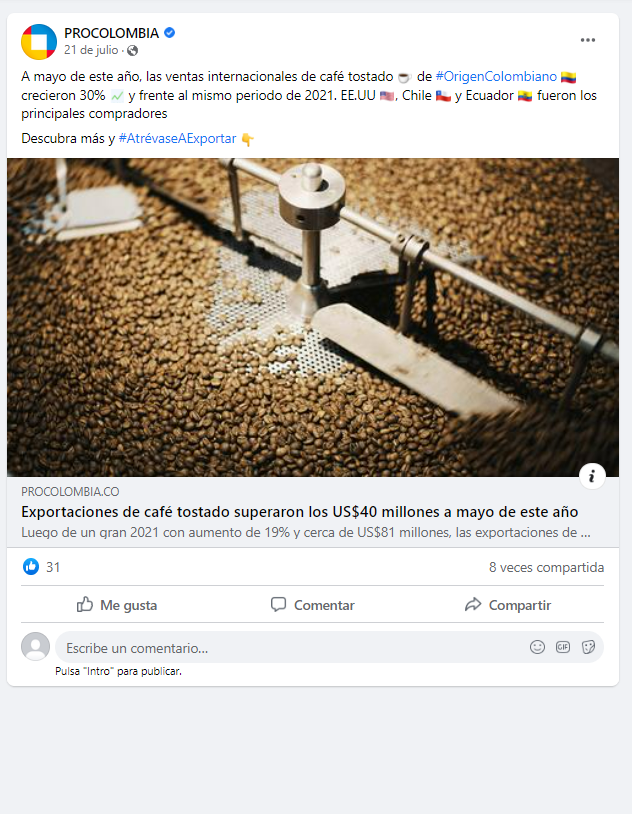 PROCOLOMBIA
21 de julio ·
A mayo de este año, las ventas internacionales de café tostado ☕ de #OrigenColombiano 🇨🇴
crecieron 30% 📈 y frente al mismo periodo de 2021. EE.UU 🇺🇸, Chile 🇨🇱 y Ecuador 🇪🇨 fueron los
principales compradores
Descubra más y #AtrévaseAExportar 👇
PROCOLOMBIA.CO
Exportaciones de café tostado superaron los US$40 millones a mayo de este año
Luego de un gran 2021 con aumento de 19% y cerca de US$81 millones, las exportaciones de ...
31
8 veces compartida
Me gusta
Comentar
Compartir
Escribe un comentario...
GIF
Pulsa "Intro" para publicar.